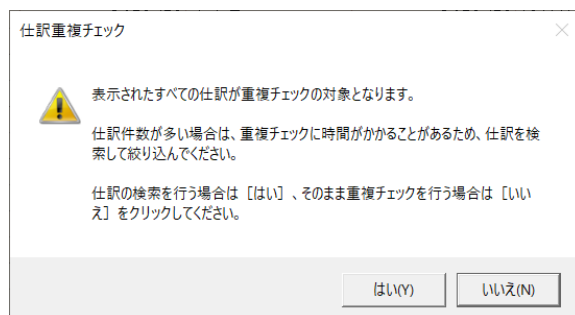 仕訳重複チェック
表示されたすべての仕訳が重複チェックの対象となります。
仕訳件数が多い場合は、重複チェックに時間がかかることがあるため、仕訳を検
索して絞り込んでください。
仕訳の検索を行う場合は［はい］、そのまま重複チェックを行う場合は［いい
え］をクリックしてください。
はい(Y)
いいえ(N)